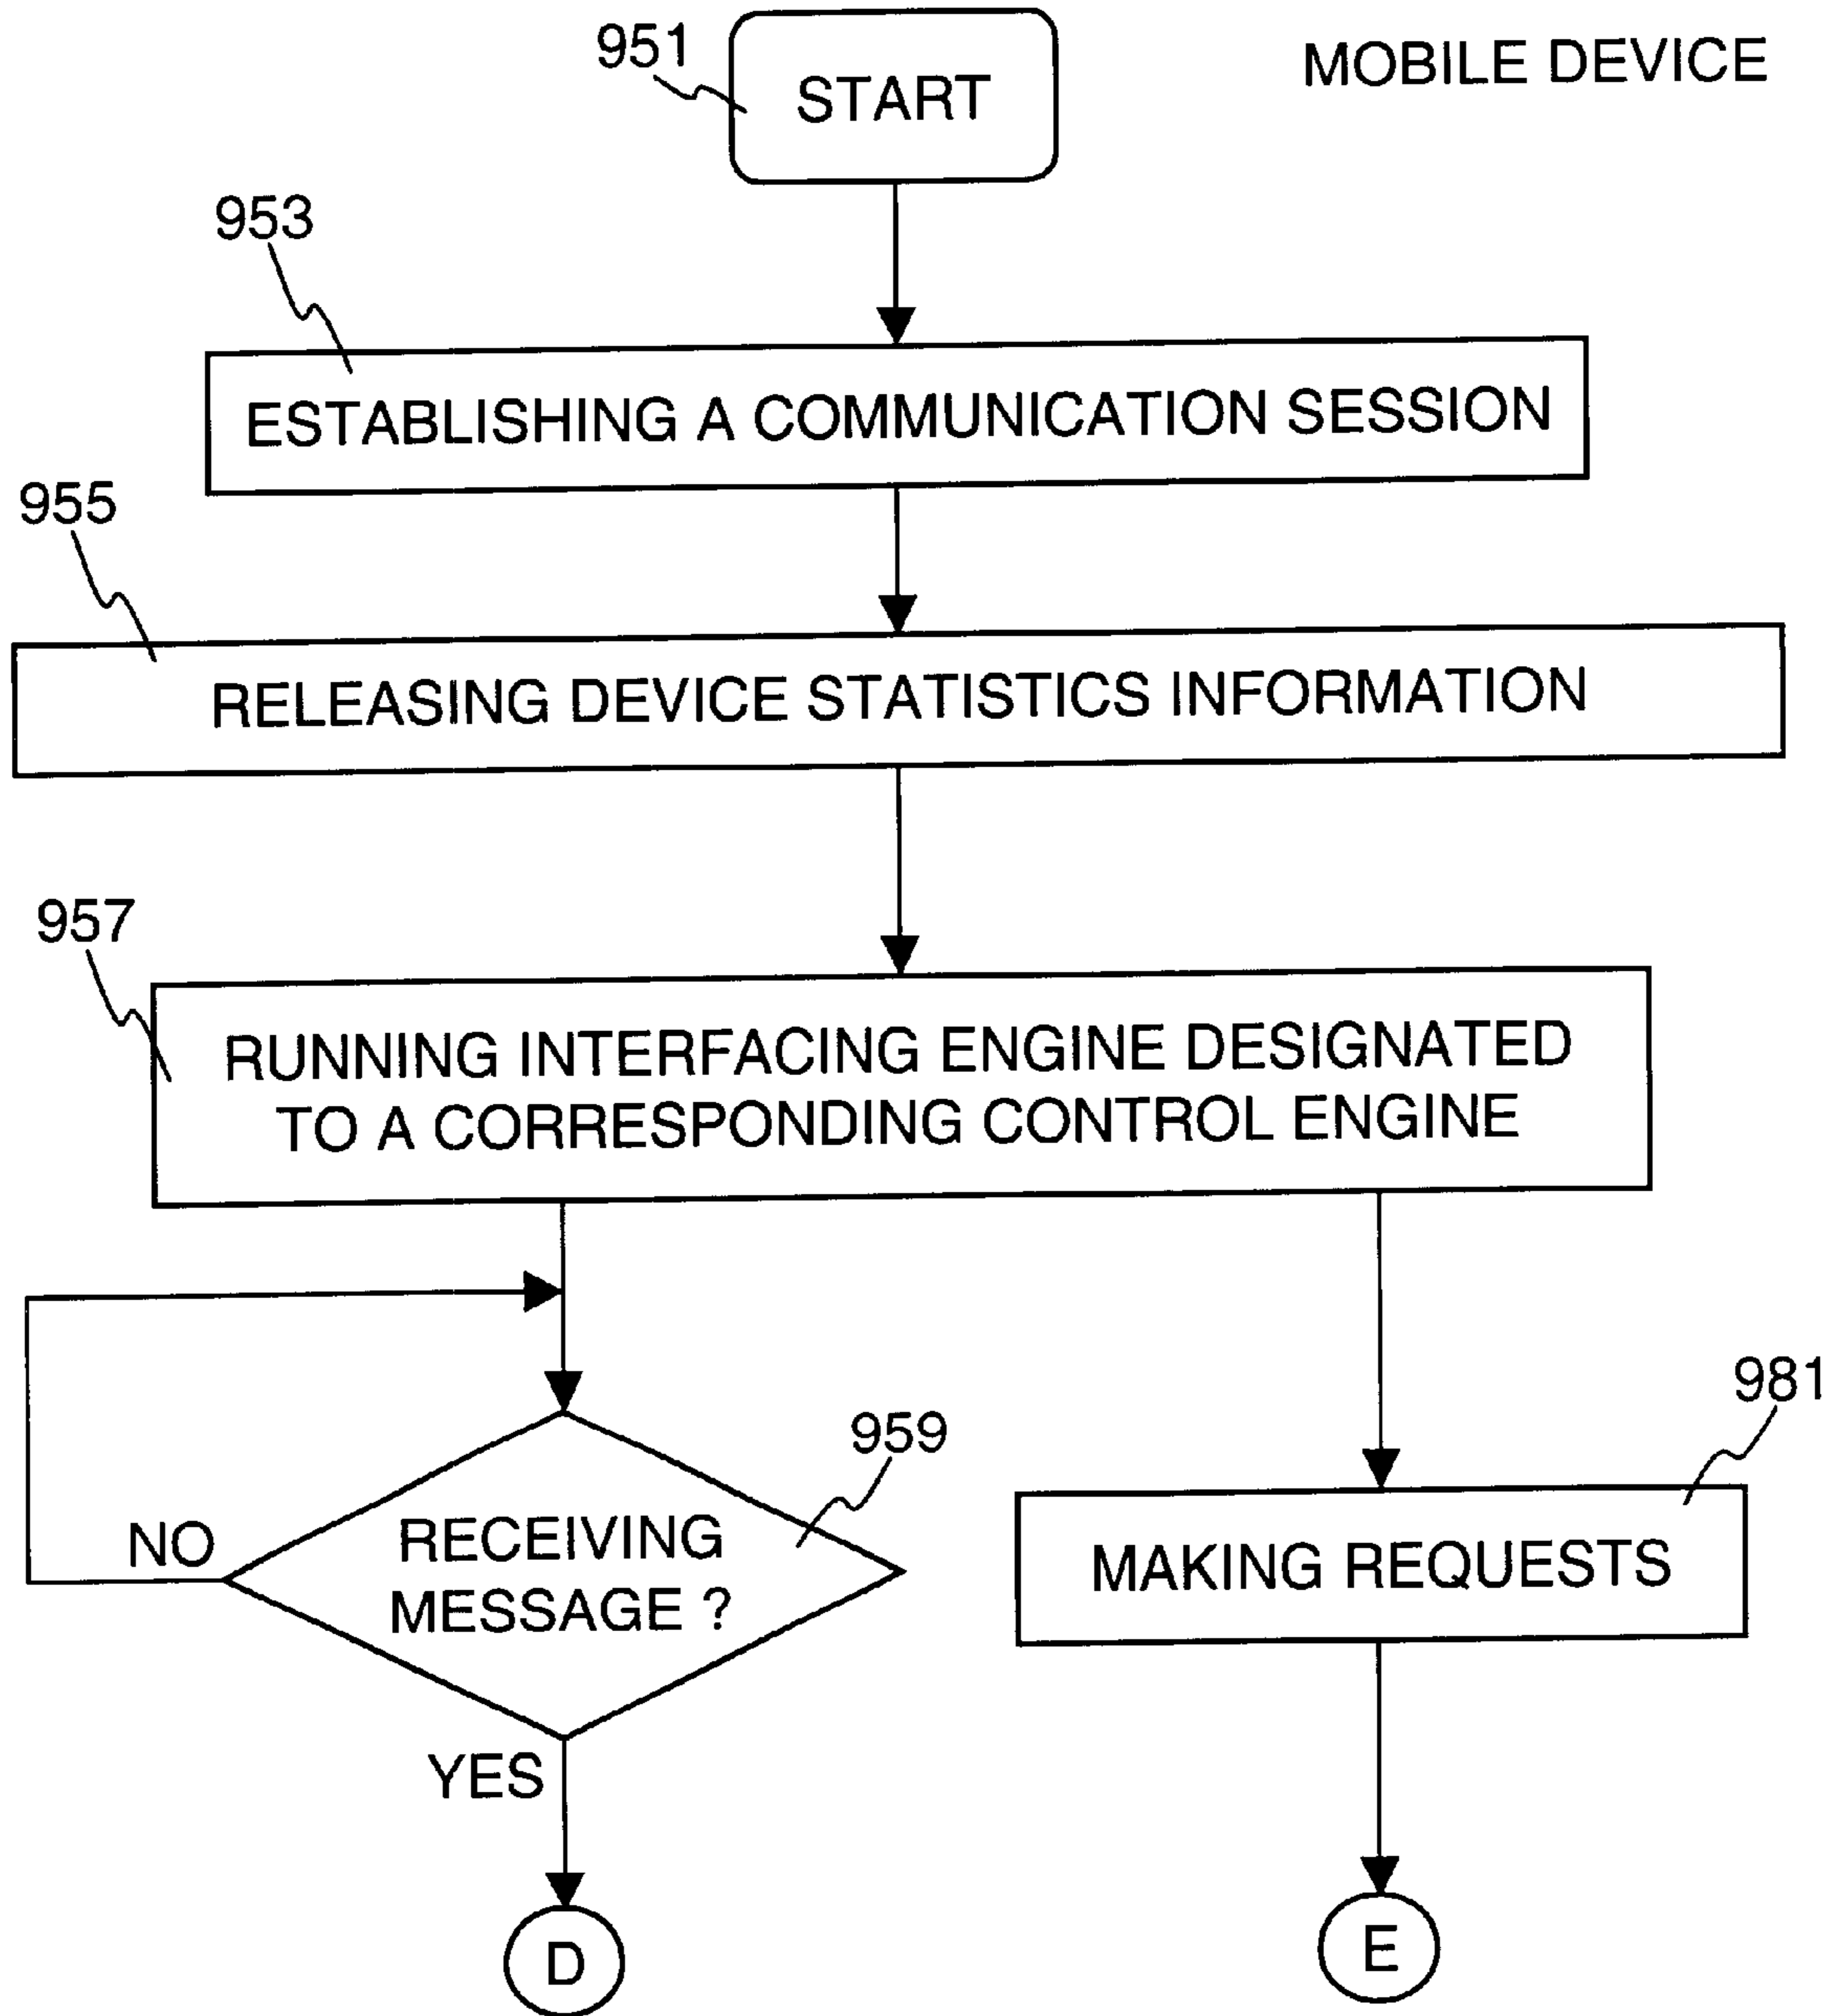 951
START
MOBILE DEVICE
953
ESTABLISHING A COMMUNICATION SESSION
955
RELEASING DEVICE STATISTICS INFORMATION
957
RUNNING INTERFACING ENGINE DESIGNATED
TO A CORRESPONDING CONTROL ENGINE
959
RECEIVING
MESSAGE ?
NO
YES
D
981
MAKING REQUESTS
E